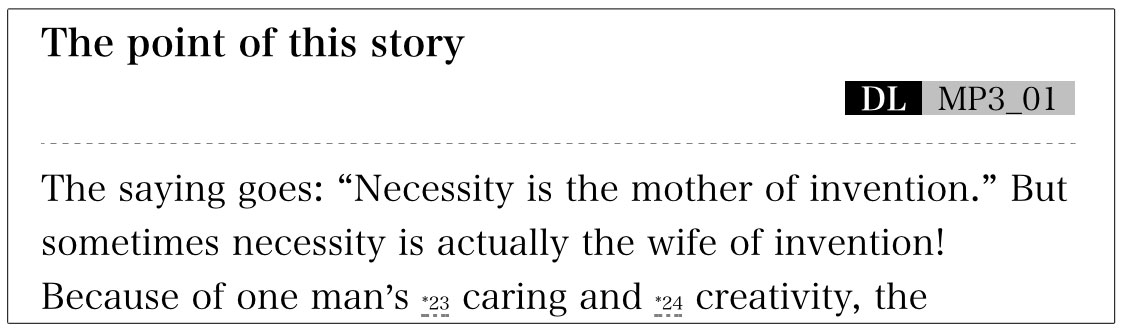 The point of this story
DL MP3_01
The saying goes: “Necessity is the mother of invention.” But
sometimes necessity is actually the wife of invention!
Because of one man’s *23 caring and *24 creativity, the